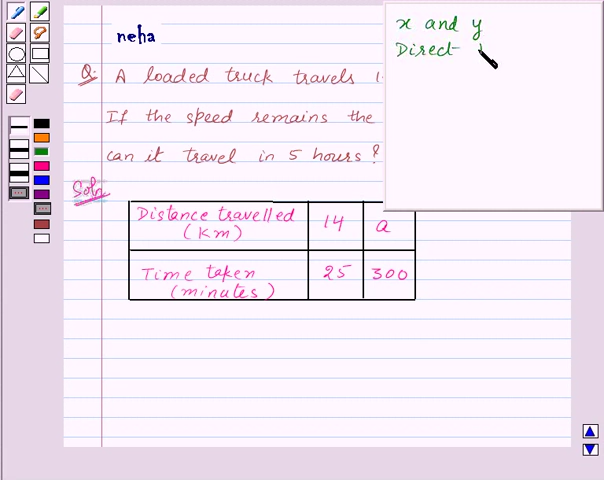 neha
Q. A loaded truck travels
If the speed remains the
can it travel in 5 hours?
Soln
Distance travelled (Km) 14 a
Time taken (minutes) 25 300
x and y
Direct